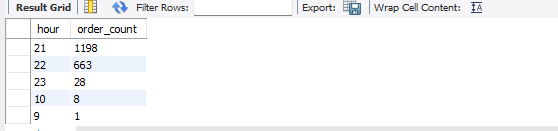 Result Grid Filter Rows: Export: Wrap Cell Content: IA
hour order_count
21 1198
22 663
23 28
10 8
9 1